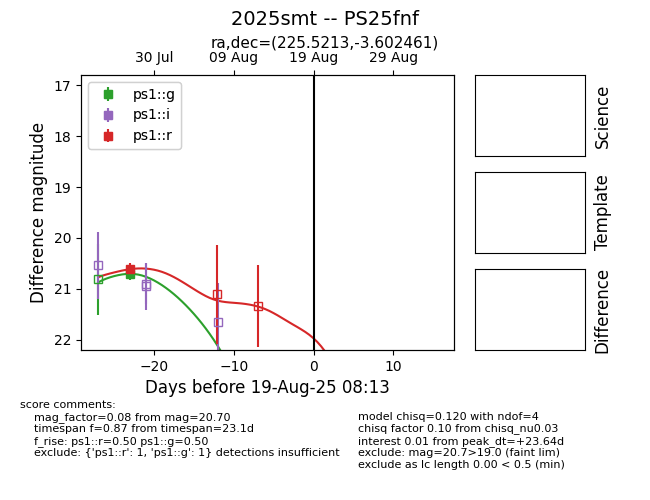 2025smt -- PS25fnf
ra,dec=(225.5213,-3.602461)
30 Jul 09 Aug 19 Aug 29 Aug
ps1::g
ps1::i
ps1::r
17
18
19
20
21
22
Difference magnitude
−20 −10 0 10
Days before 19-Aug-25 08:13
Science
Template
Difference
score comments:
mag_factor=0.08 from mag=20.70
timespan f=0.87 from timespan=23.1d
f_rise: ps1::r=0.50 ps1::g=0.50
exclude: {'ps1::r': 1, 'ps1::g': 1} detections insufficient
model chisq=0.120 with ndof=4
chisq factor 0.10 from chisq_nu0.03
interest 0.01 from peak_dt=+23.64d
exclude: mag=20.7>19.0 (faint lim)
exclude as lc length 0.00 < 0.5 (min)